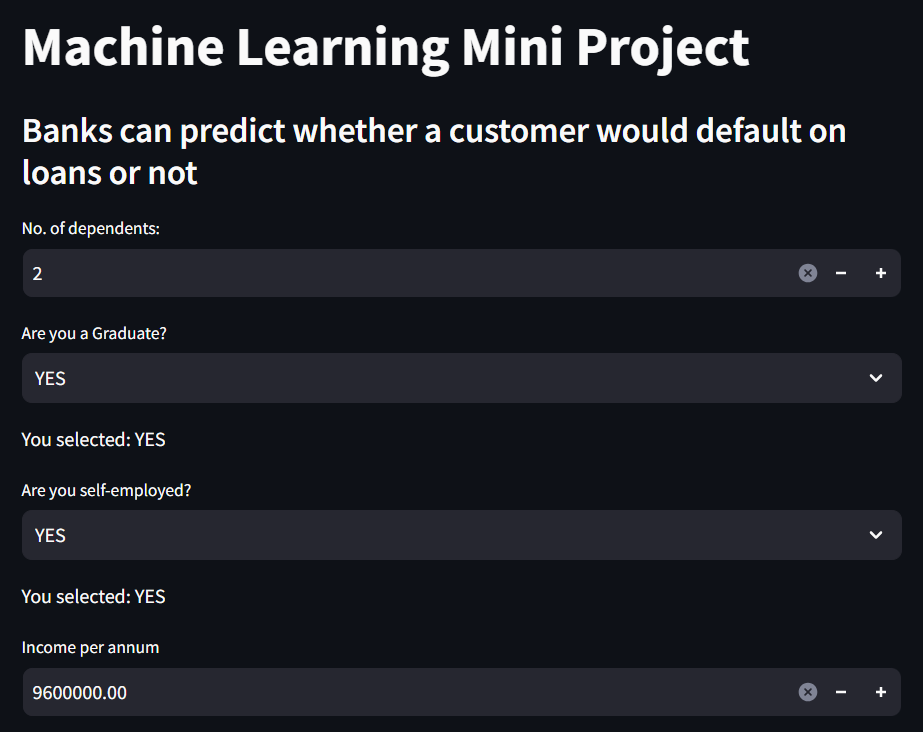 Machine Learning Mini Project
Banks can predict whether a customer would default on
loans or not
No. of dependents:
2
Are you a Graduate?
YES
You selected: YES
Are you self-employed?
YES
You selected: YES
Income per annum
9600000.00